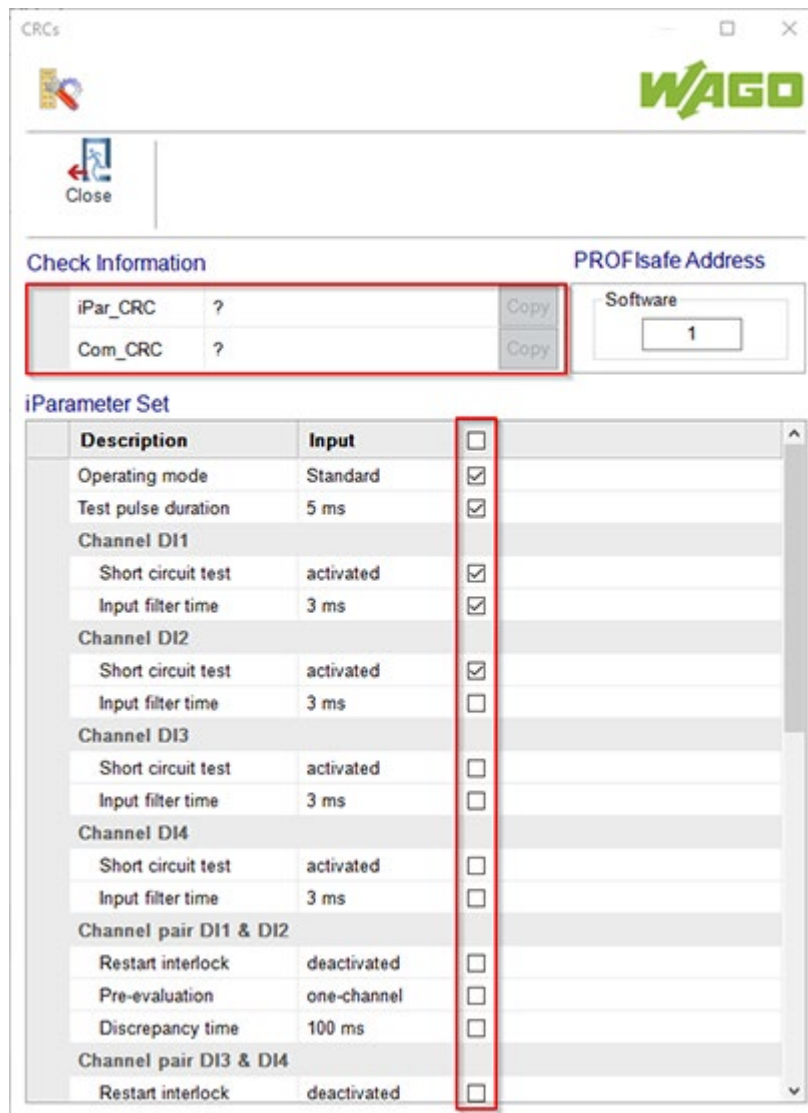 CRCs
WAGO
Close
Check Information
PROFIsafe Address
iPar_CRC ? Copy
Software
1
Com_CRC ? Copy
iParameter Set
Description Input
Operating mode Standard
Test pulse duration 5 ms
Channel DI1
Short circuit test activated
Input filter time 3 ms
Channel DI2
Short circuit test activated
Input filter time 3 ms
Channel DI3
Short circuit test activated
Input filter time 3 ms
Channel DI4
Short circuit test activated
Input filter time 3 ms
Channel pair DI1 & DI2
Restart interlock deactivated
Pre-evaluation one-channel
Discrepancy time 100 ms
Channel pair DI3 & DI4
Restart interlock deactivated